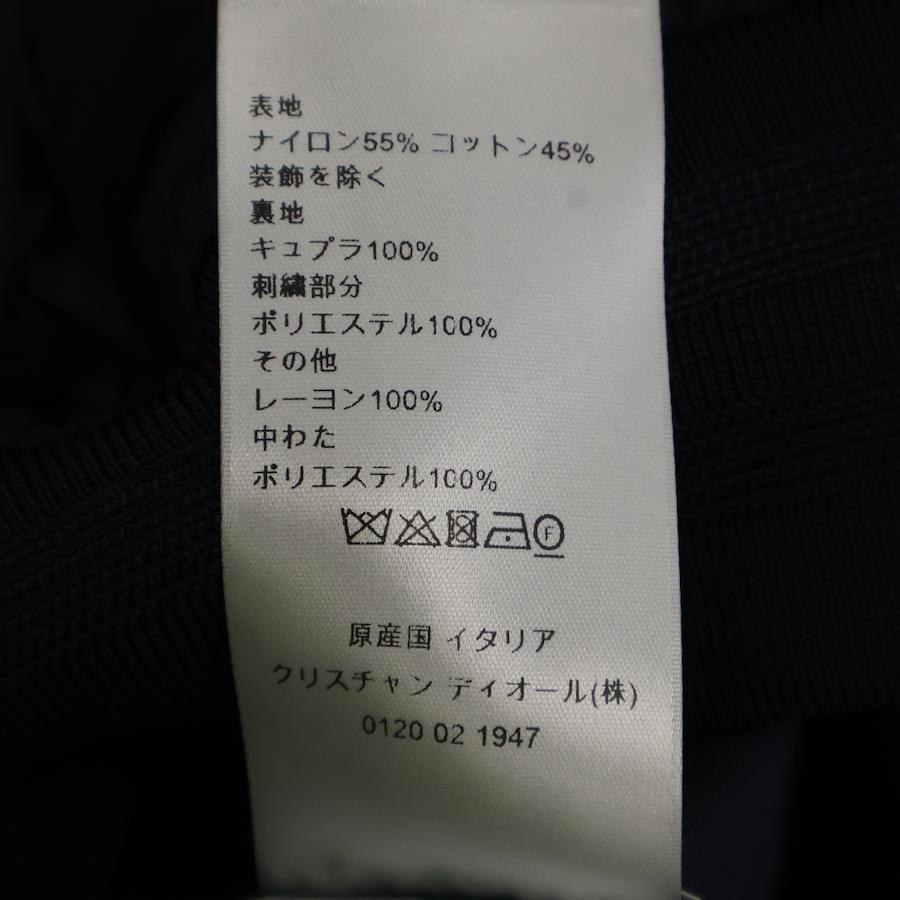 表地
ナイロン55% コットン45%
装飾を除く
裏地
キュプラ100%
刺繍部分
ポリエステル100%
その他
レーヨン100%
中わた
ポリエステル100%
F
原産国 イタリア
クリスチャン ディオール(株)
0120 02 1947